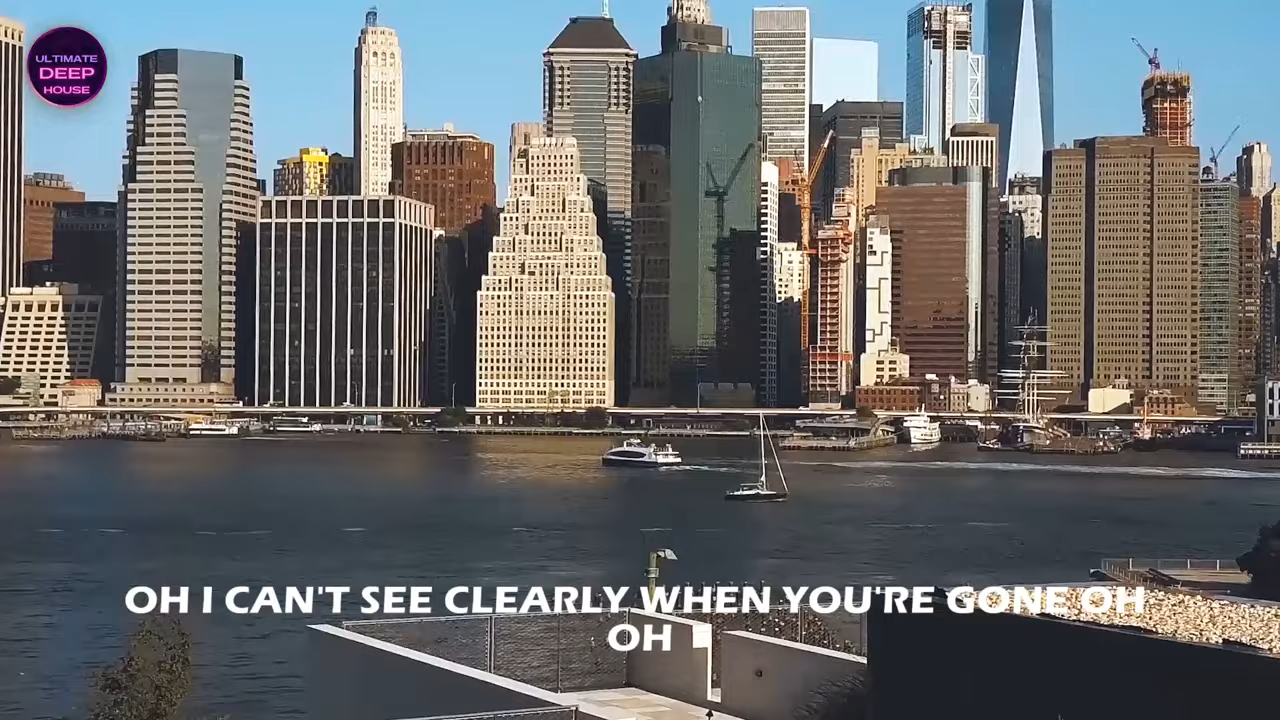 ULTIMATE
DEEP
HOUSE
OH I CAN'T SEE CLEARLY WHEN YOU'RE GONE OH
OH